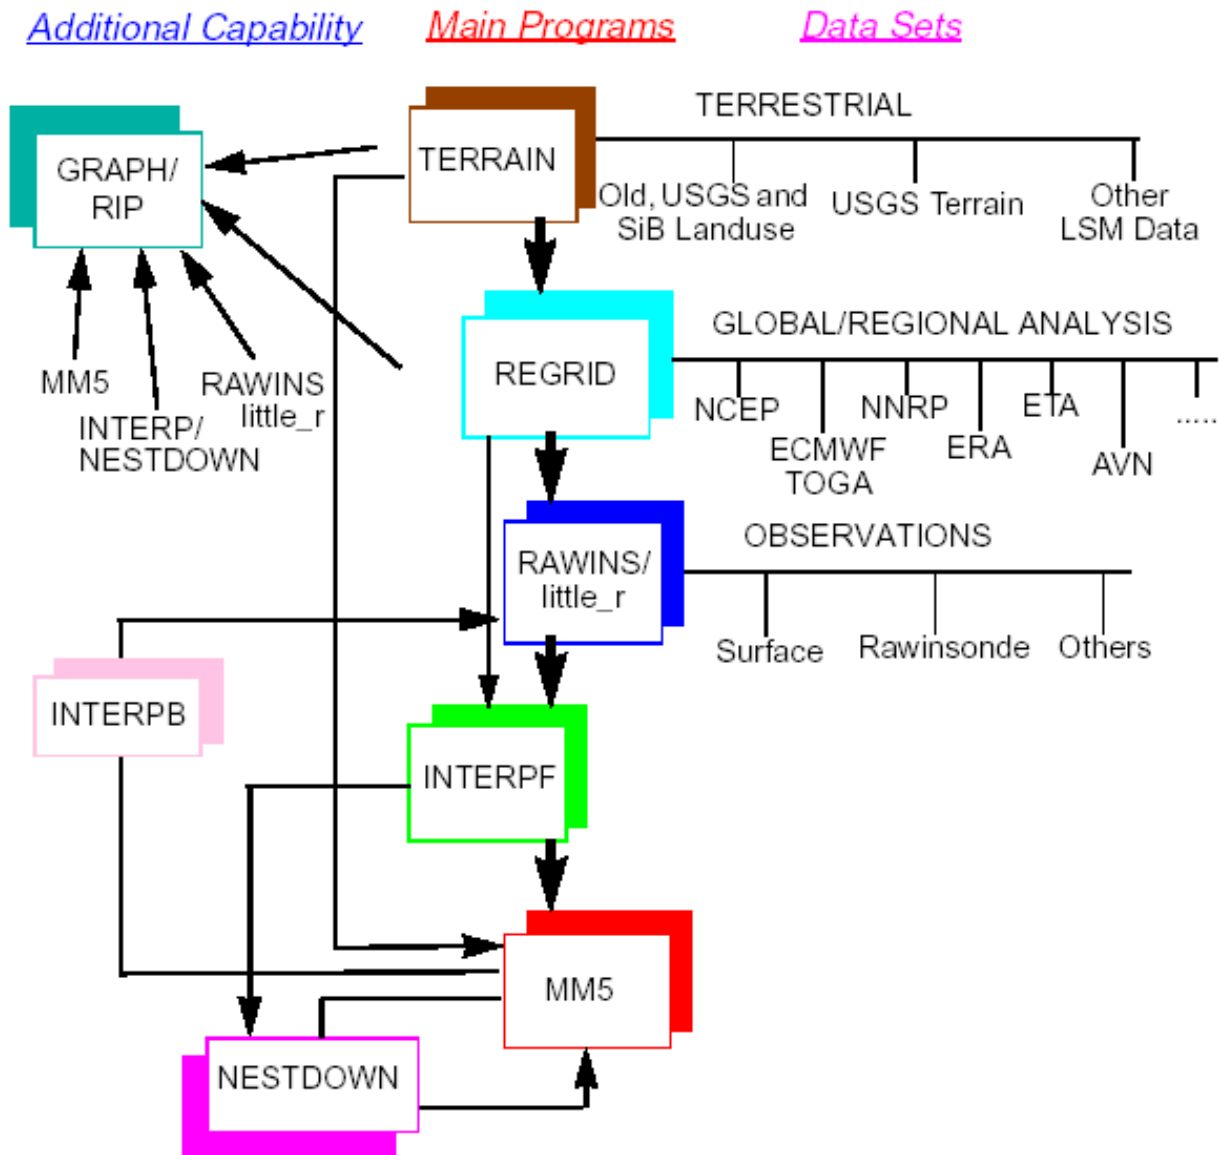 Additional Capability
Main Programs
Data Sets
TERRESTRIAL
TERRAIN
GRAPH/
RIP
Old, USGS and
SiB Landuse
USGS Terrain
Other
LSM Data
GLOBAL/REGIONAL ANALYSIS
REGRID
MM5
RAWINS
little_r
INTERP/
NESTDOWN
NCEP
ECMWF
TOGA
NNRP
ERA
ETA
AVN
.....
OBSERVATIONS
RAWINS/
little_r
Surface
Rawinsonde
Others
INTERPB
INTERPF
MM5
NESTDOWN